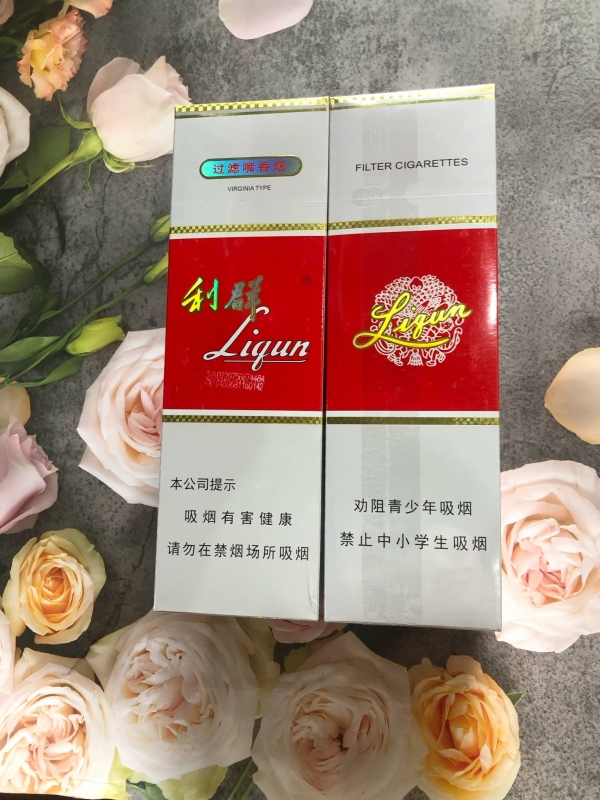 过滤嘴香烟
VIRGINIA TYPE
利群
Liqun
本公司提示
吸烟有害健康
请勿在禁烟场所吸烟
FILTER CIGARETTES
Liqun
劝阻青少年吸烟
禁止中小学生吸烟